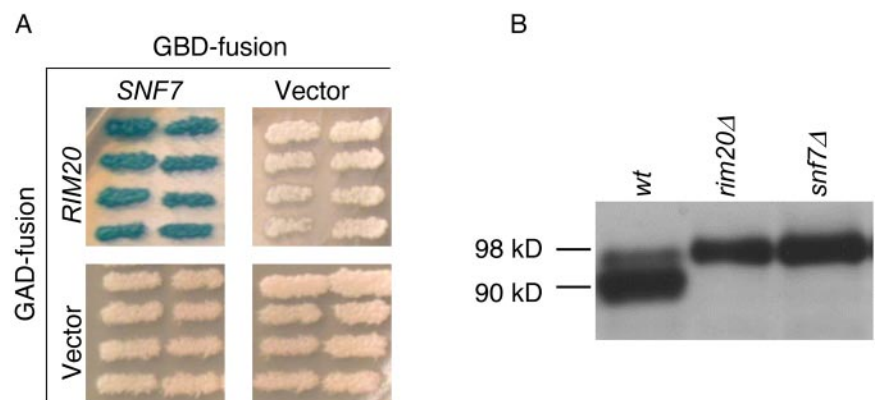 A
GBD-fusion
SNF7
Vector
GAD-fusion
RIM20
Vector
B
wt
rim20Δ
snf7Δ
98 kD
90 kD